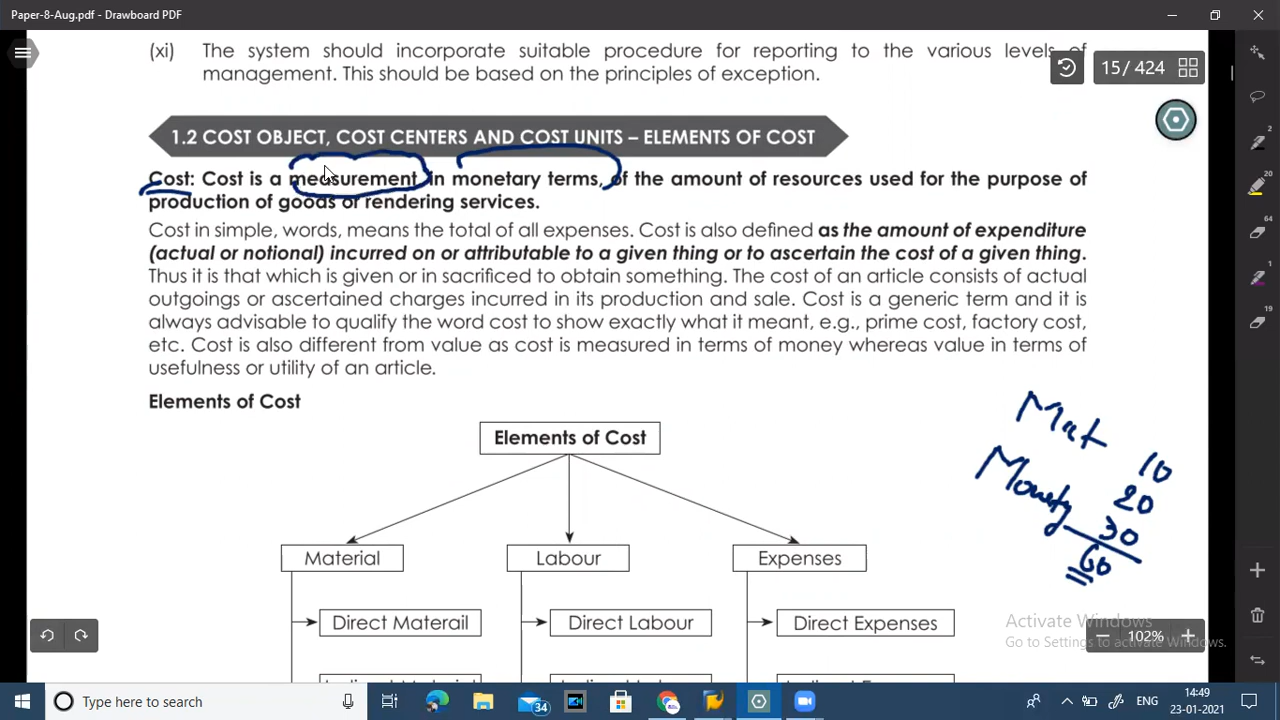 Paper-8-Aug.pdf - Drawboard PDF
(xi) The system should incorporate suitable procedure for reporting to the various levels of
management. This should be based on the principles of exception.
15 / 424
1.2 COST OBJECT, COST CENTERS AND COST UNITS – ELEMENTS OF COST
Cost: Cost is a measurement, in monetary terms, of the amount of resources used for the purpose of
production of goods or rendering services.
Cost in simple, words, means the total of all expenses. Cost is also defined as the amount of expenditure
(actual or notional) incurred on or attributable to a given thing or to ascertain the cost of a given thing.
Thus it is that which is given or in sacrificed to obtain something. The cost of an article consists of actual
outgoings or ascertained charges incurred in its production and sale. Cost is a generic term and it is
always advisable to qualify the word cost to show exactly what it meant, e.g., prime cost, factory cost,
etc. Cost is also different from value as cost is measured in terms of money whereas value in terms of
usefulness or utility of an article.
Elements of Cost
Mat
Elements of Cost
10
Monety
20
30
60
Material Labour Expenses
Direct Materail Direct Labour Direct Expenses
Activate Windows
Go to Settings to activate Windows.
102%
20
64
19
Type here to search
34
ENG
14:49
23-01-2021